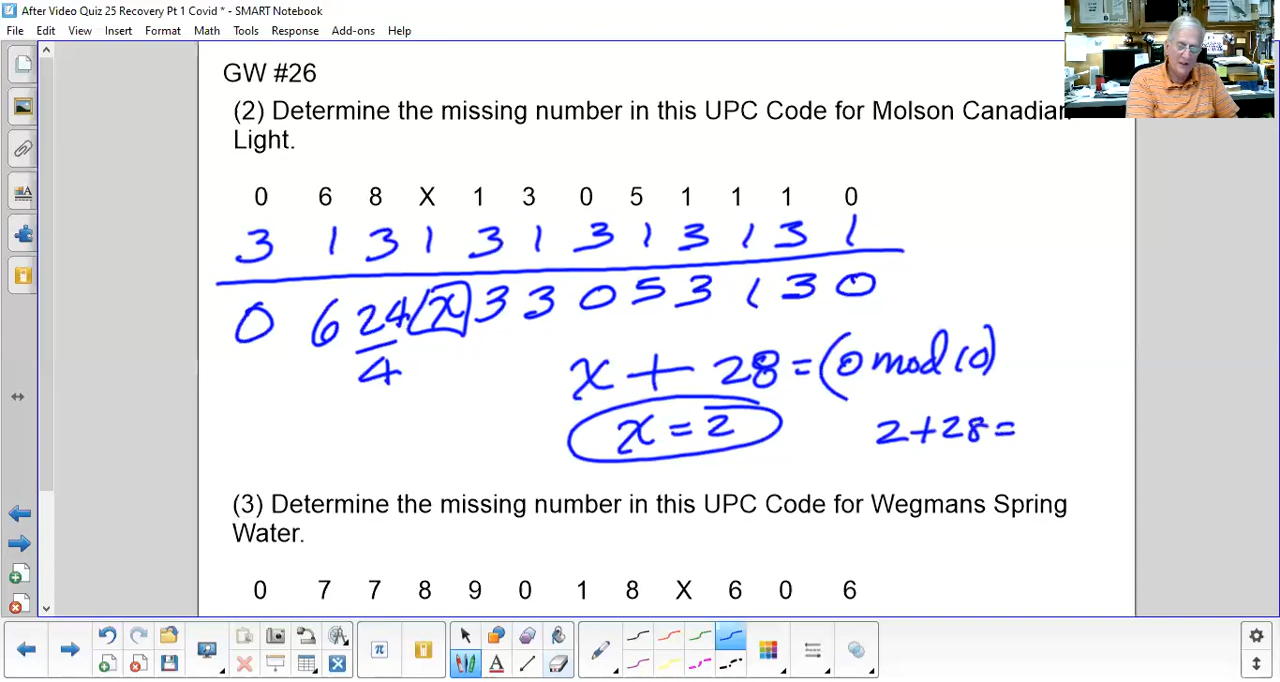 After Video Quiz 25 Recovery Pt 1 Covid * - SMART Notebook
File Edit View Insert Format Math Tools Response Add-ons Help
GW #26
(2) Determine the missing number in this UPC Code for Molson Canadian
Light.
0 6 8 X 1 3 0 5 1 1 1 0
3 1 3 1 3 1 3 1 3 1 3 1
0 6 24 x 3 3 0 5 3 1 3 0
4
x + 28 = (0 mod 10)
x = 2
2+28=
(3) Determine the missing number in this UPC Code for Wegmans Spring
Water.
0 7 7 8 9 0 1 8 X 6 0 6